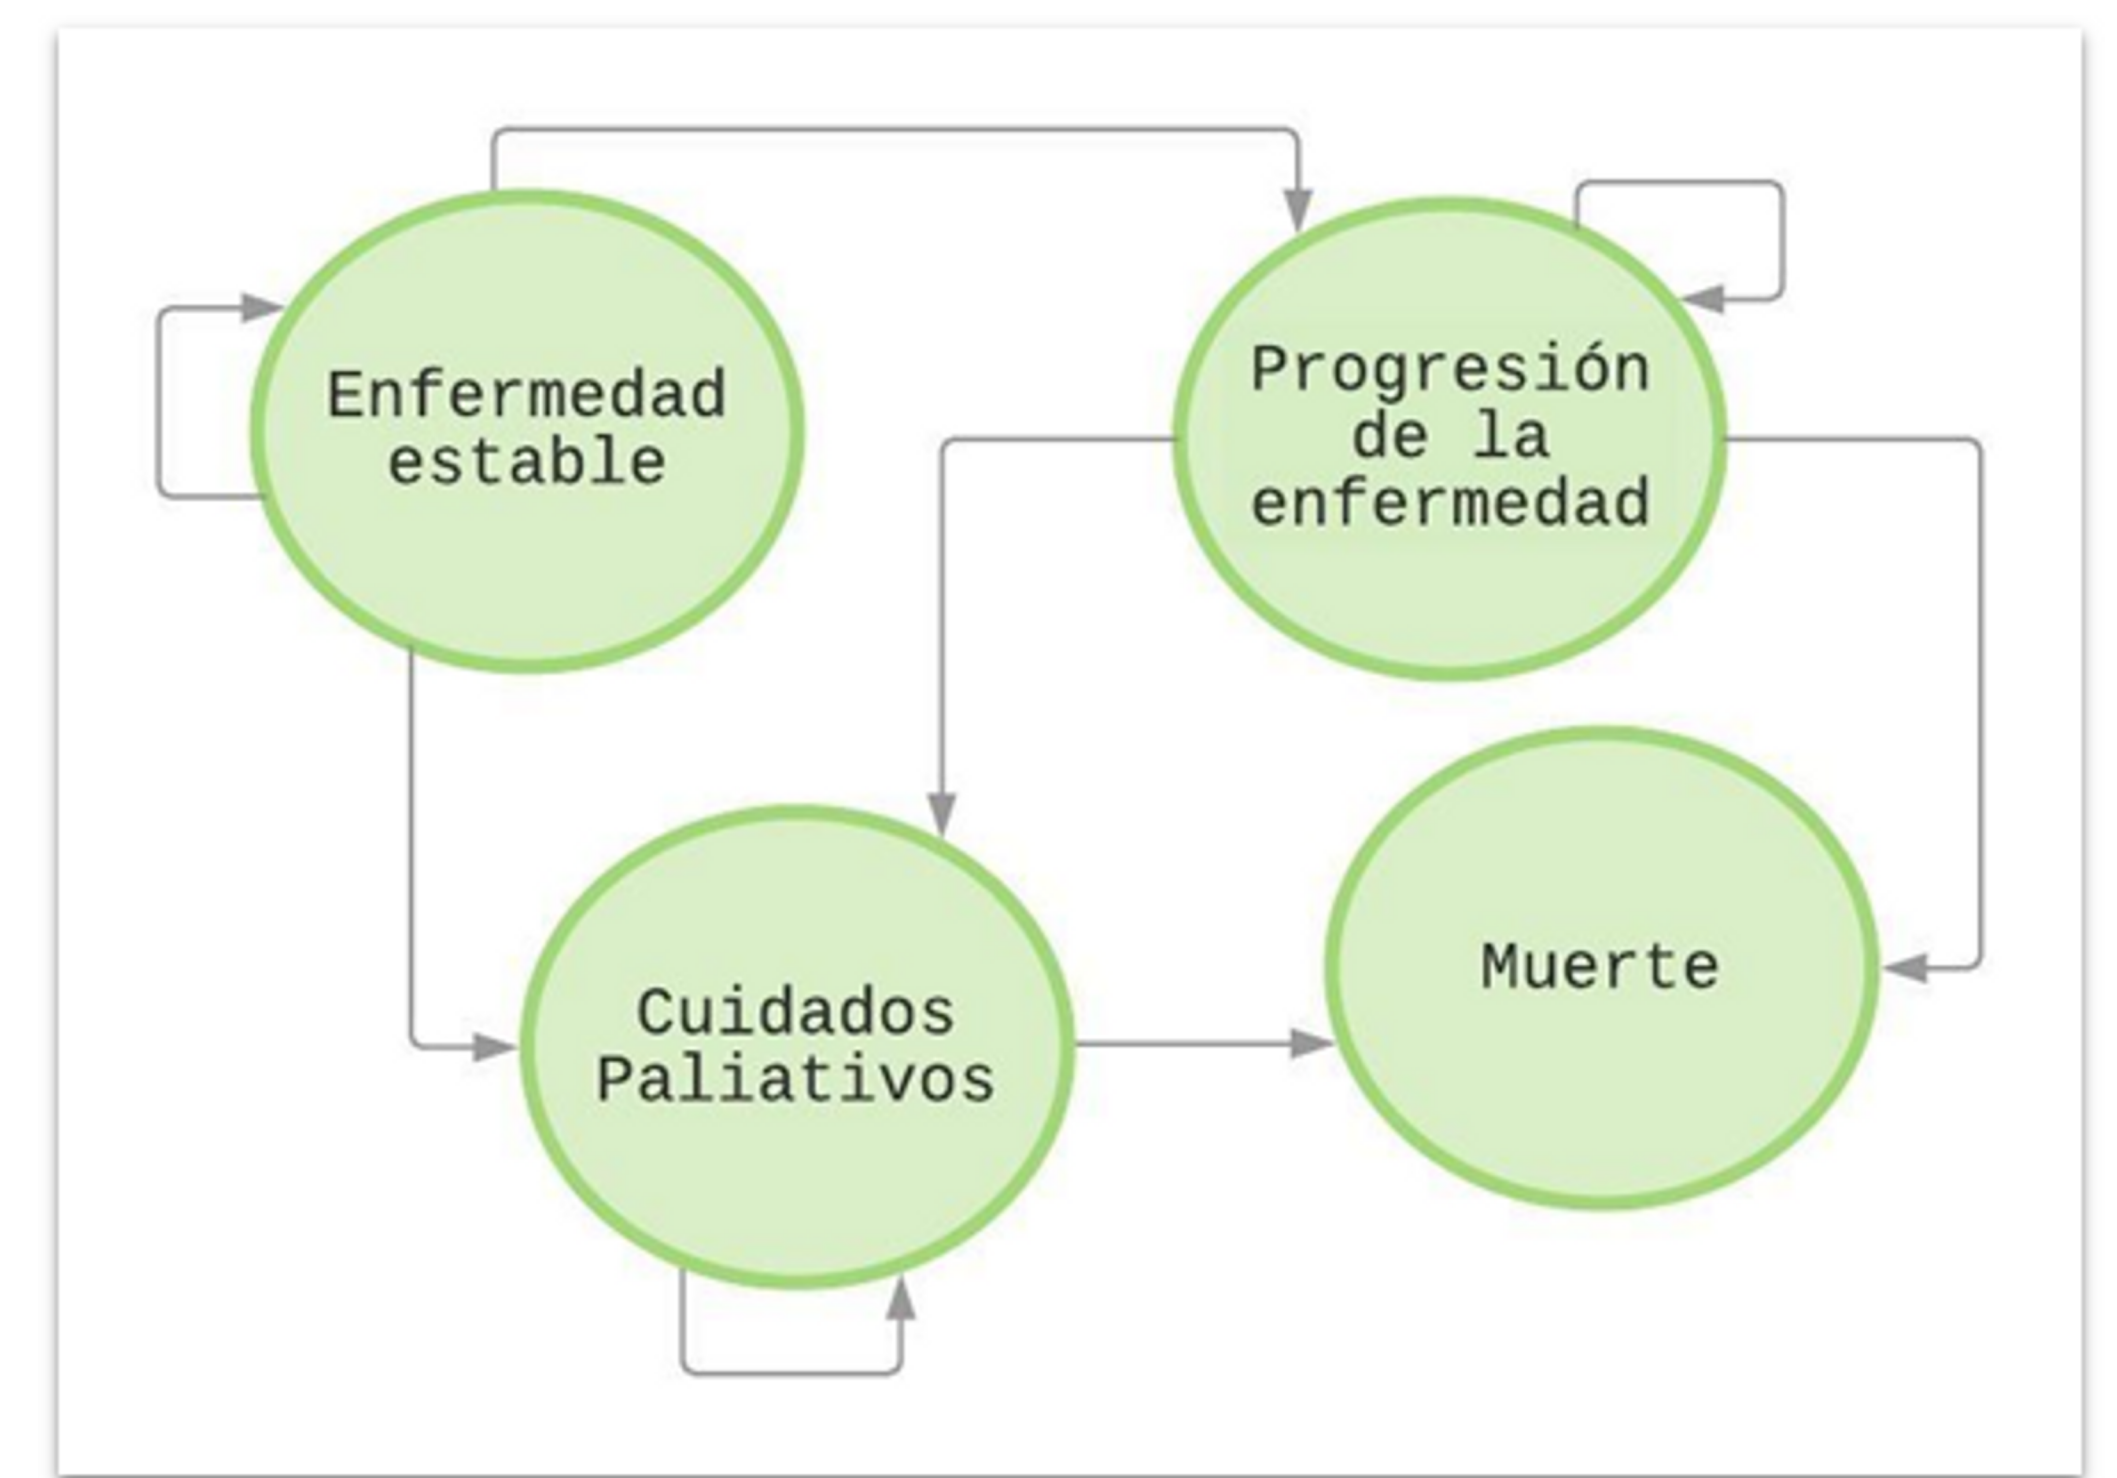 Enfermedad
estable
Progresión
de la
enfermedad
Cuidados
Paliativos
Muerte